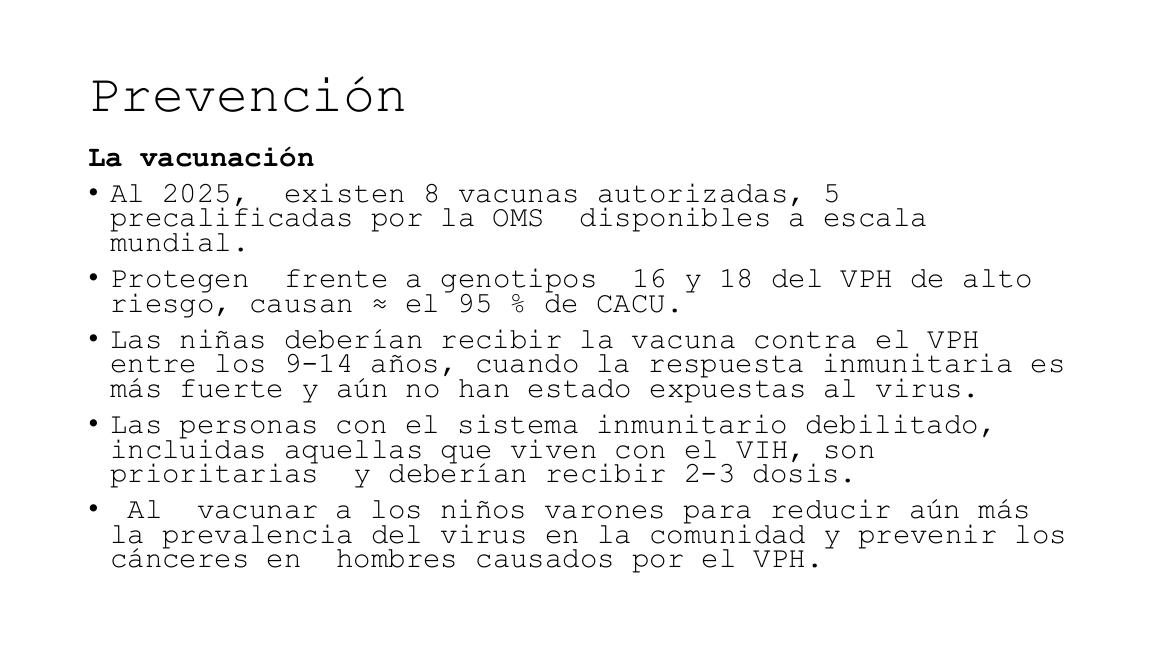 Prevención
La vacunación
• Al 2025,  existen 8 vacunas autorizadas, 5
precalificadas por la OMS  disponibles a escala
mundial.
• Protegen  frente a genotipos  16 y 18 del VPH de alto
riesgo, causan ≈ el 95 % de CACU.
• Las niñas deberían recibir la vacuna contra el VPH
entre los 9-14 años, cuando la respuesta inmunitaria es
más fuerte y aún no han estado expuestas al virus.
• Las personas con el sistema inmunitario debilitado,
incluidas aquellas que viven con el VIH, son
prioritarias  y deberían recibir 2-3 dosis.
•  Al  vacunar a los niños varones para reducir aún más
la prevalencia del virus en la comunidad y prevenir los
cánceres en  hombres causados por el VPH.